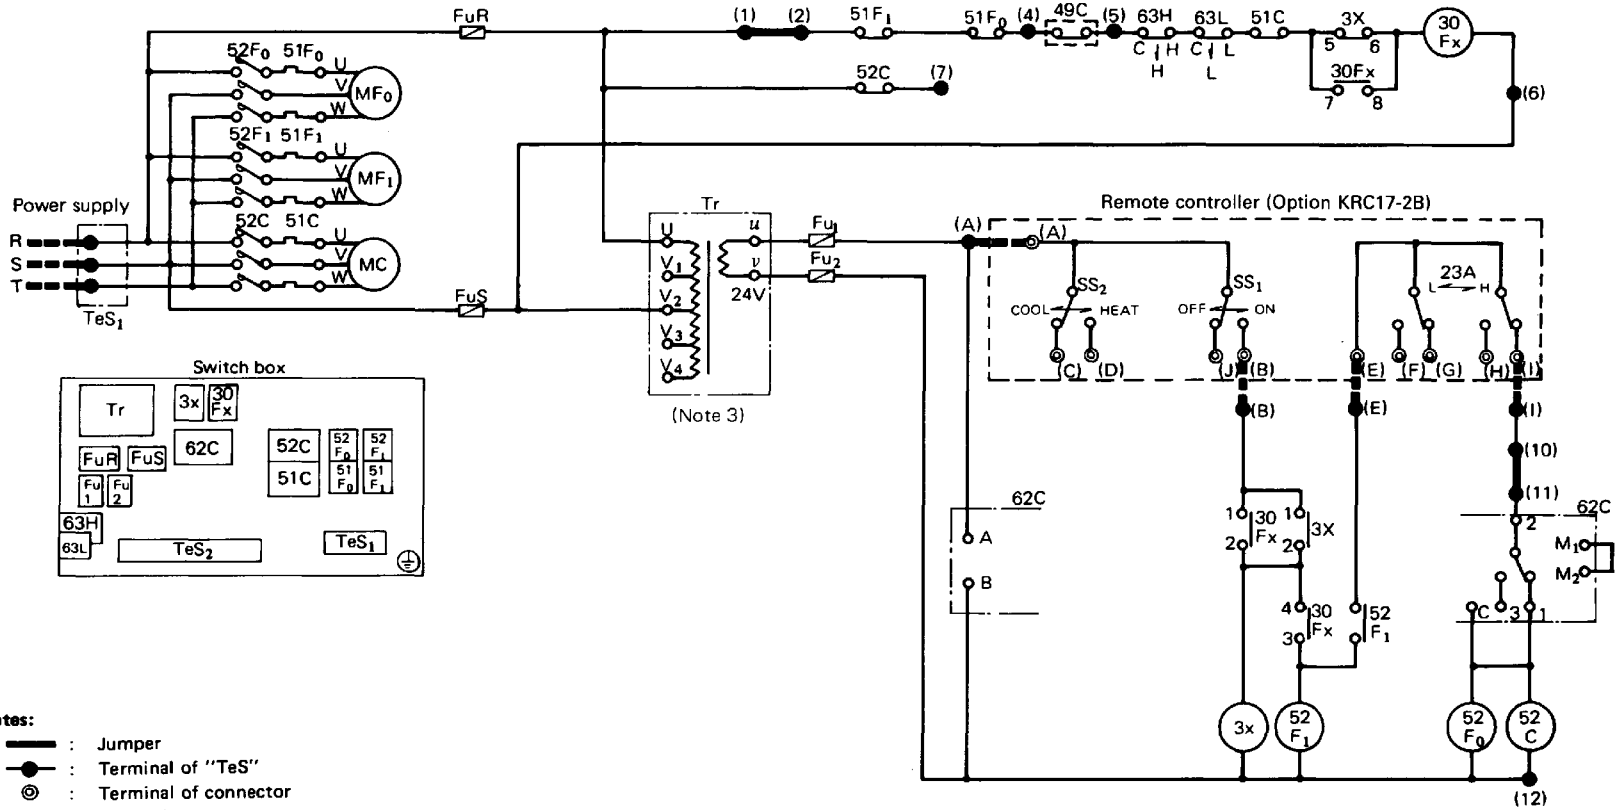 FuR
(1) (2) 51F1 51F0 (4) 49C (5) 63H 63L 51C 3X 30 Fx
C H C L 5 6
H L
30Fx
7 8
52C (7)
(6)
52F0 51F0
U
V
W
MF0
52F1 51F1
U
V
W
MF1
Power supply
52C 51C
R
S
T
U
V
W
MC
TeS1
FuS
Tr
U
V1
V2
V3
V4
u
v
24V
(Note 3)
Fu1
Fu2
Remote controller (Option KRC17-2B)
(A) (A)
SS2
COOL HEAT
SS1
OFF ON
23A
L H
(C) (D) (J) (B) (E) (F) (G) (H) (I)
(B) (E) (I)
(10)
(11)
Switch box
Tr
3x
30 Fx
62C
52C
52 F0
52 F1
FuR FuS
51C
51 F0
51 F1
Fu 1
Fu 2
63H
63L
TeS2
TeS1
62C
A
B
1 30 Fx 1 3X
2 2
4 30 Fx
3
52 F1
62C
2
M1
M2
C 3 1
3x
52 F1
52 F0
52 C
(12)
tes:
: Jumper
: Terminal of "TeS"
: Terminal of connector